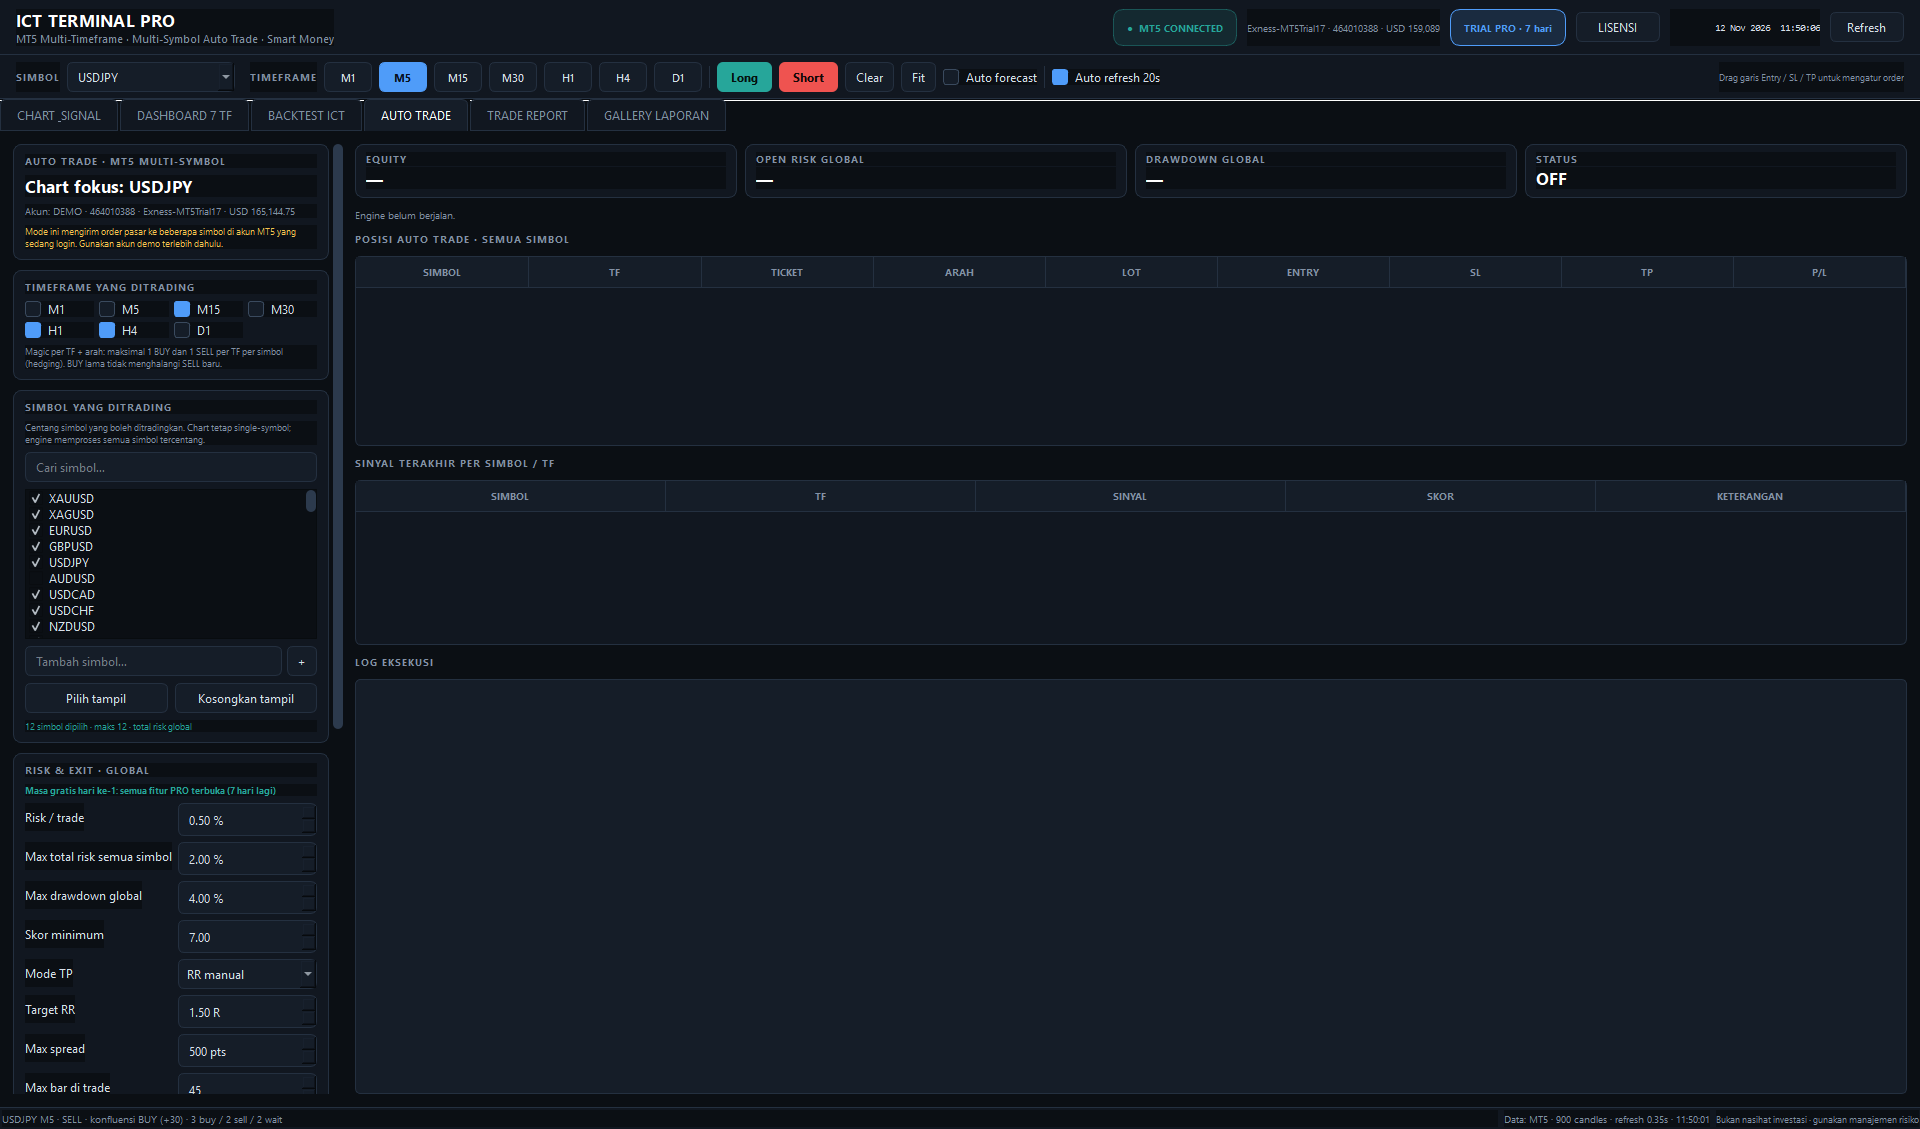 ICT TERMINAL PRO
MT5 Multi-Timeframe · Multi-Symbol Auto Trade · Smart Money
● MT5 CONNECTED
Exness-MT5Trial17 · 464010388 · USD 159,089
TRIAL PRO · 7 hari
LISENSI
12 Nov 2026 11:50:06
Refresh
SIMBOL
USDJPY
TIMEFRAME
M1
M5
M15
M30
H1
H4
D1
Long
Short
Clear
Fit
Auto forecast
Auto refresh 20s
Drag garis Entry / SL / TP untuk mengatur order
CHART _SIGNAL
DASHBOARD 7 TF
BACKTEST ICT
AUTO TRADE
TRADE REPORT
GALLERY LAPORAN
AUTO TRADE · MT5 MULTI-SYMBOL
Chart fokus: USDJPY
Akun: DEMO · 464010388 · Exness-MT5Trial17 · USD 165,144.75
Mode ini mengirim order pasar ke beberapa simbol di akun MT5 yang
sedang login. Gunakan akun demo terlebih dahulu.
TIMEFRAME YANG DITRADING
M1
M5
M15
M30
H1
H4
D1
Magic per TF + arah: maksimal 1 BUY dan 1 SELL per TF per simbol
(hedging). BUY lama tidak menghalangi SELL baru.
SIMBOL YANG DITRADING
Centang simbol yang boleh ditradingkan. Chart tetap single-symbol;
engine memproses semua simbol tercentang.
Cari simbol...
✓ XAUUSD
✓ XAGUSD
✓ EURUSD
✓ GBPUSD
✓ USDJPY
AUDUSD
✓ USDCAD
✓ USDCHF
✓ NZDUSD
Tambah simbol...
+
Pilih tampil
Kosongkan tampil
12 simbol dipilih · maks 12 · total risk global
RISK & EXIT · GLOBAL
Masa gratis hari ke-1: semua fitur PRO terbuka (7 hari lagi)
Risk / trade
0.50 %
Max total risk semua simbol
2.00 %
Max drawdown global
4.00 %
Skor minimum
7.00
Mode TP
RR manual
Target RR
1.50 R
Max spread
500 pts
Max bar di trade
45
EQUITY
—
OPEN RISK GLOBAL
—
DRAWDOWN GLOBAL
—
STATUS
OFF
Engine belum berjalan.
POSISI AUTO TRADE · SEMUA SIMBOL
SIMBOL
TF
TICKET
ARAH
LOT
ENTRY
SL
TP
P/L
SINYAL TERAKHIR PER SIMBOL / TF
SIMBOL
TF
SINYAL
SKOR
KETERANGAN
LOG EKSEKUSI
USDJPY M5 · SELL · konfluensi BUY (+30) · 3 buy / 2 sell / 2 wait
Data: MT5 · 900 candles · refresh 0.35s · 11:50:01
Bukan nasihat investasi · gunakan manajemen risiko